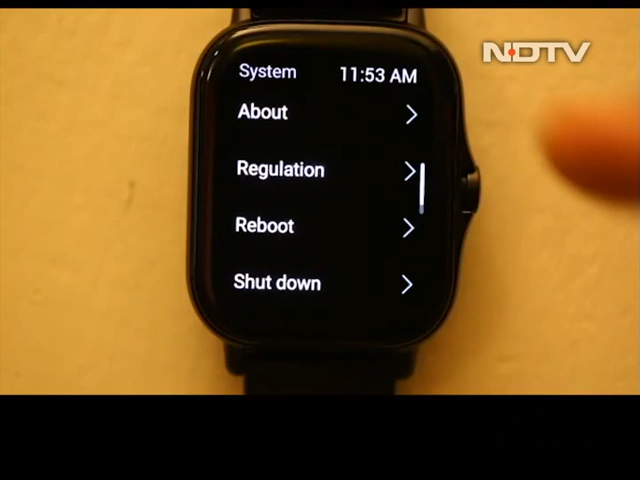 NDTV
System 11:53 AM
About
Regulation
Reboot
Shut down